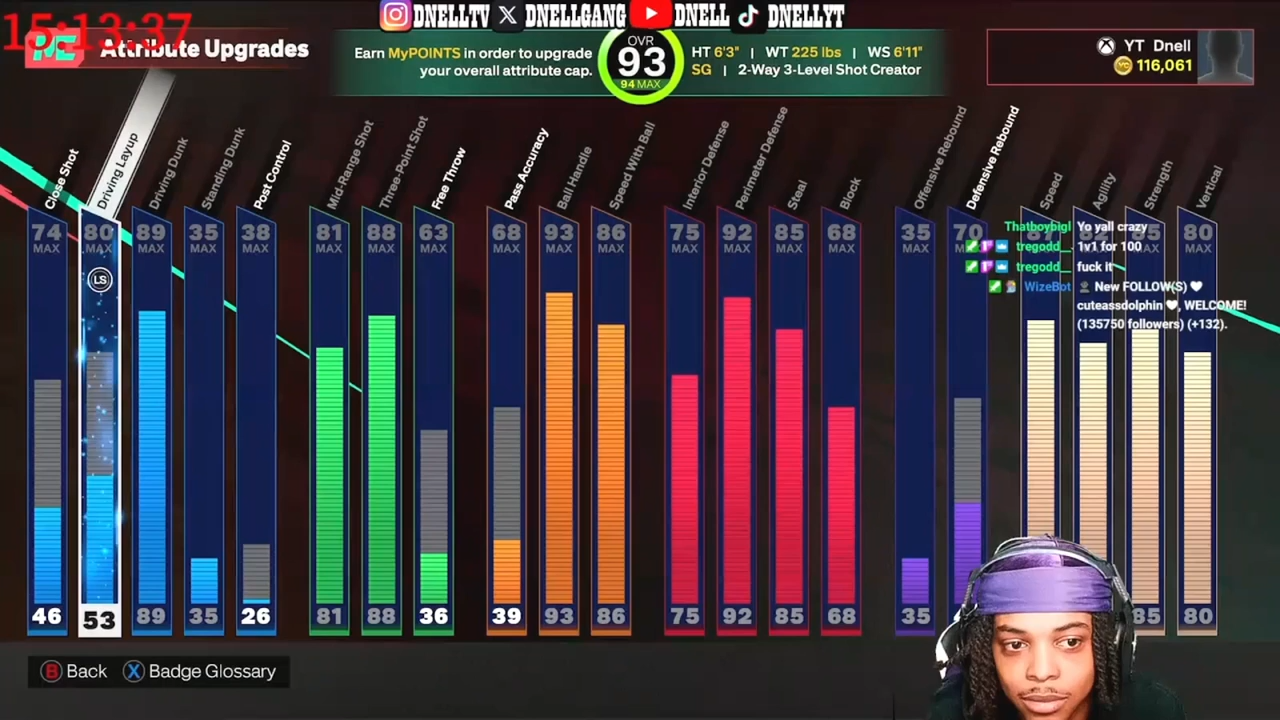 15:13:37
DNELLTV DNELLGANG DNELL DNELLYT
Attribute Upgrades
Earn MyPOINTS in order to upgrade
your overall attribute cap.
OVR
93
94 MAX
HT 6'3" | WT 225 lbs | WS 6'11"
SG | 2-Way 3-Level Shot Creator
YT Dnell
VC 116,061
Close Shot
Driving Layup
Driving Dunk
Standing Dunk
Post Control
Mid-Range Shot
Three-Point Shot
Free Throw
Pass Accuracy
Ball Handle
Speed With Ball
Interior Defense
Perimeter Defense
Steal
Block
Offensive Rebound
Defensive Rebound
Speed
Agility
Strength
Vertical
74 MAX
80 MAX
89 MAX
35 MAX
38 MAX
81 MAX
88 MAX
63 MAX
68 MAX
93 MAX
86 MAX
75 MAX
92 MAX
85 MAX
68 MAX
35 MAX
70
80 MAX
LS
Thatboybigl Yo yall crazy
tregodd__ 1v1 for 100
tregodd__ fuck it
WizeBot New FOLLOW(S)
cuteassdolphin, WELCOME!
(135750 followers) (+132).
46 53 89 35 26 81 88 36 39 93 86 75 92 85 68 35 85 80
B Back X Badge Glossary